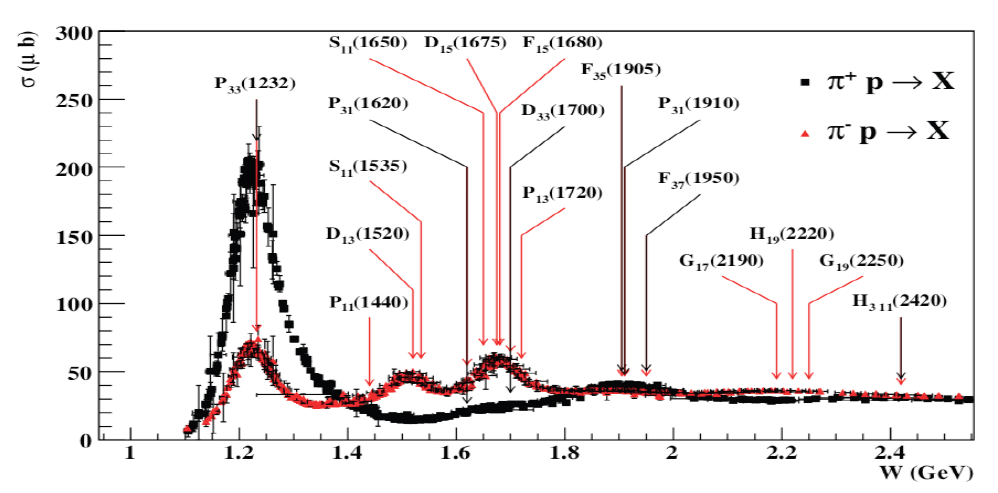 σ (μ b)
300
250
200
150
100
50
0
1
1.2
1.4
1.6
1.8
2
2.2
2.4
W (GeV)
P₃₃(1232)
S₁₁(1650)
D₁₅(1675)
F₁₅(1680)
F₃₅(1905)
P₃₁(1620)
D₃₃(1700)
P₃₁(1910)
S₁₁(1535)
P₁₃(1720)
F₃₇(1950)
D₁₃(1520)
H₁₉(2220)
G₁₇(2190)
G₁₉(2250)
P₁₁(1440)
H₃ ₁₁(2420)
π⁺ p → X
π⁻ p → X